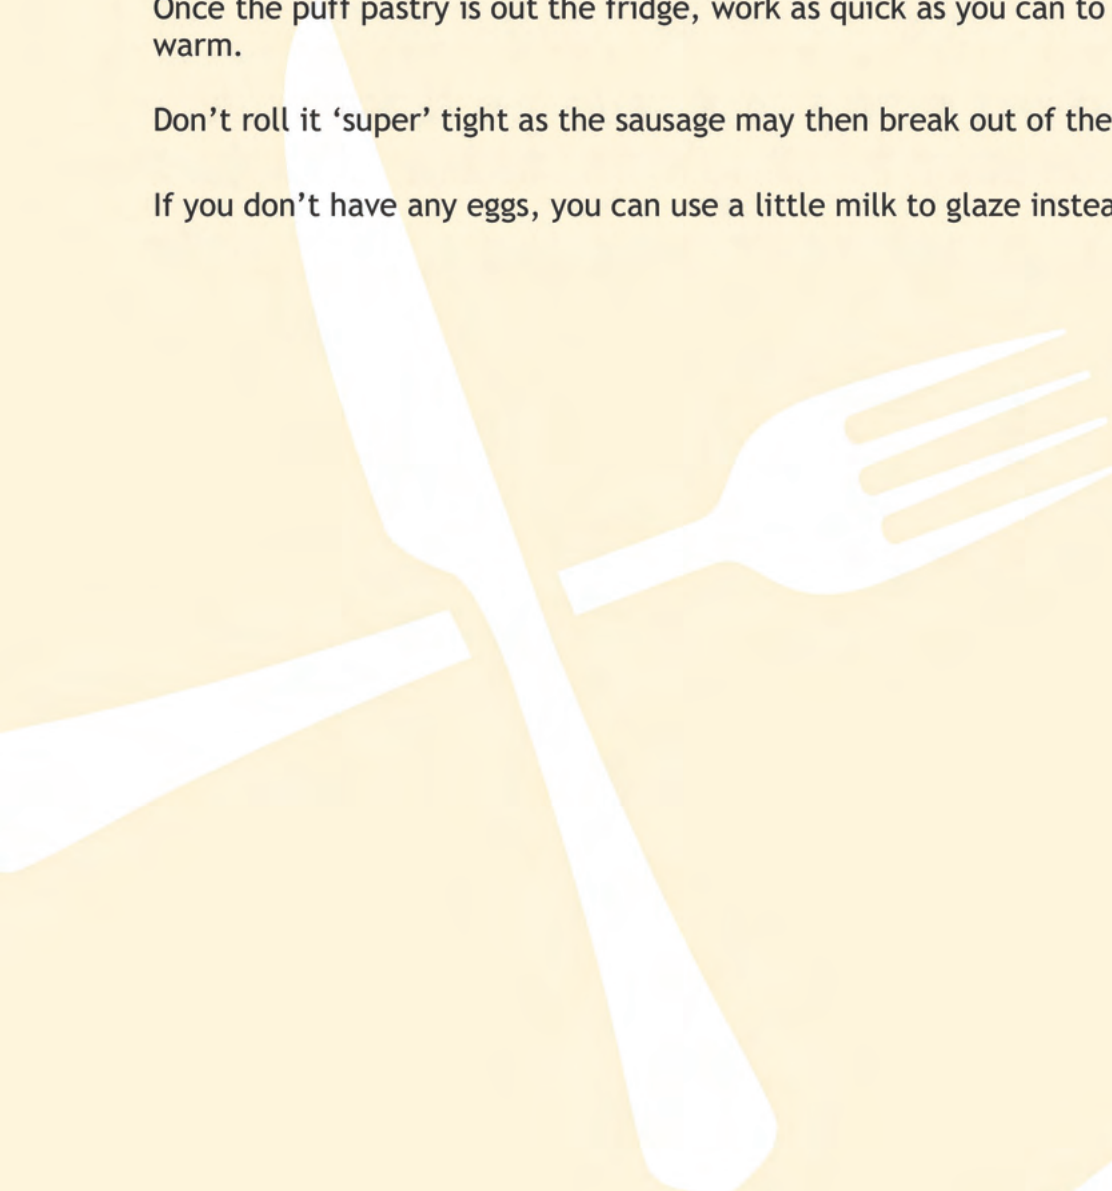 Once the puff pastry is out the fridge, work as quick as you can to
warm.
Don’t roll it ‘super’ tight as the sausage may then break out of the
If you don’t have any eggs, you can use a little milk to glaze